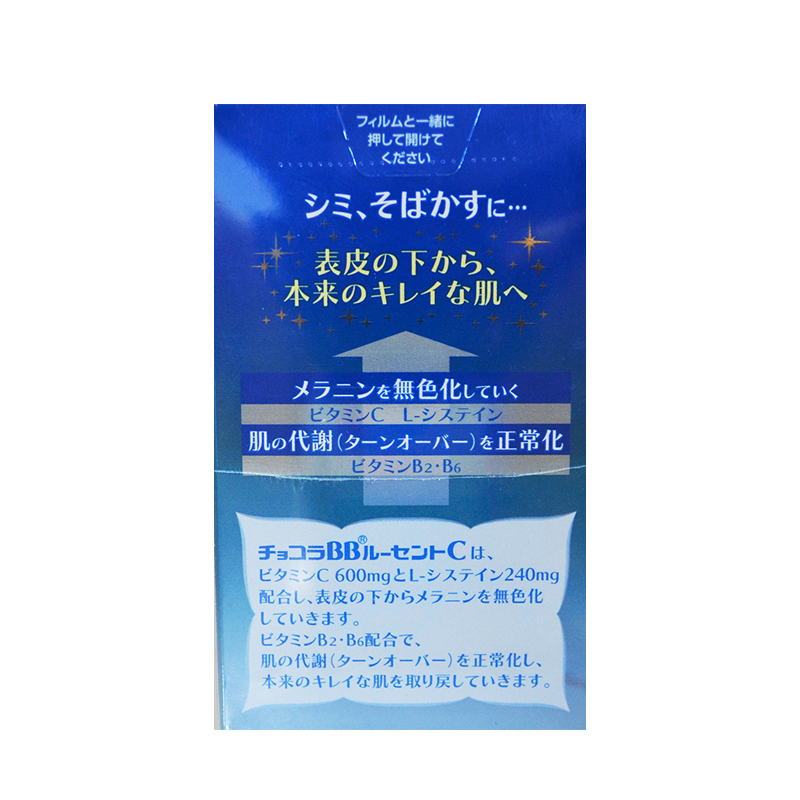 フィルムと一緒に
押して開けて
ください
シミ、そばかすに…
表皮の下から、
本来のキレイな肌へ
メラニンを無色化していく
ビタミンC L-システイン
肌の代謝（ターンオーバー）を正常化
ビタミンB2・B6
チョコラBB®ルーセントCは、
ビタミンC 600mgとL-システイン240mg
配合し、表皮の下からメラニンを無色化
していきます。
ビタミンB2・B6配合で、
肌の代謝（ターンオーバー）を正常化し、
本来のキレイな肌を取り戻していきます。